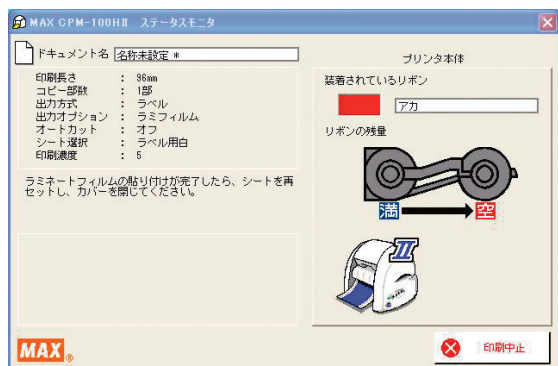 MAX CPM-100HⅡ ステータスモニタ
ドキュメント名 名称未設定 *
印刷長さ : 96mm
コピー部数 : 1部
出力方式 : ラベル
出力オプション : ラミフィルム
オートカット : オフ
シート選択 : ラベル用白
印刷濃度 : 5
ラミネートフィルムの貼り付けが完了したら、シートを再
セットし、カバーを閉じてください。
プリンタ本体
装着されているリボン
アカ
リボンの残量
満 空
Ⅱ
MAX®
印刷中止